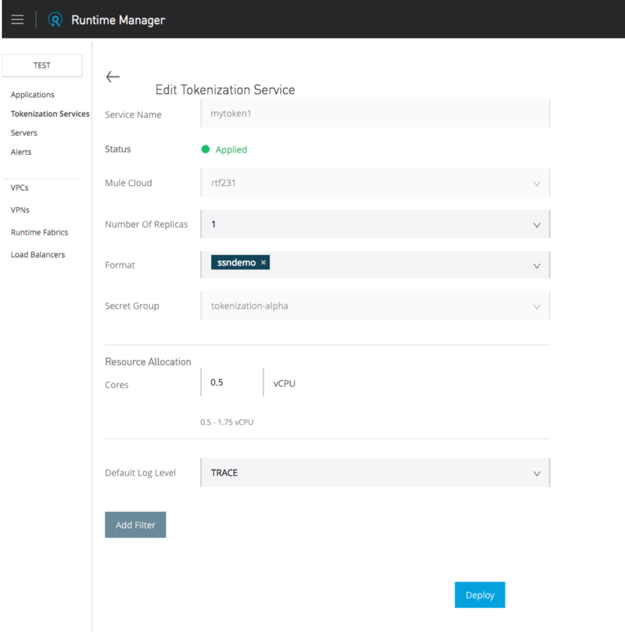 Runtime Manager
TEST
Applications
Tokenization Services
Servers
Alerts
VPCs
VPNs
Runtime Fabrics
Load Balancers
Edit Tokenization Service
Service Name mytoken1
Status Applied
Mule Cloud rtf231
Number Of Replicas 1
Format ssndemo ×
Secret Group tokenization-alpha
Resource Allocation
Cores 0.5 vCPU
0.5 - 1.75 vCPU
Default Log Level TRACE
Add Filter
Deploy